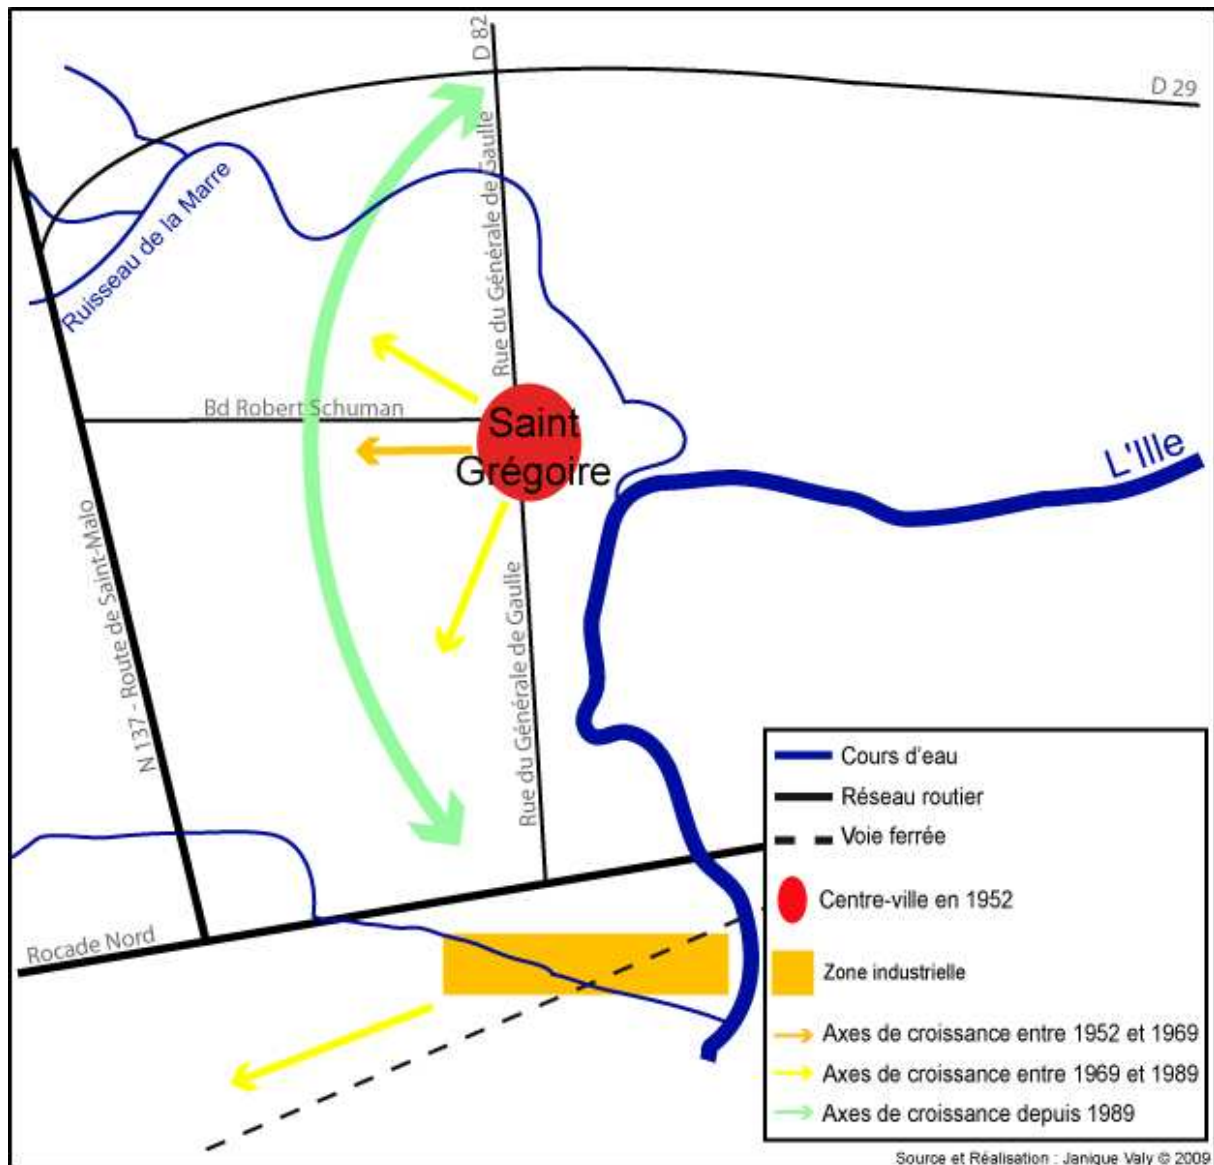 D 82
D 29
Rue du Générale de Gaulle
Ruisseau de la Marre
Bd Robert Schuman
Saint
Grégoire
L'Ille
N 137 - Route de Saint-Malo
Rue du Générale de Gaulle
Rocade Nord
Cours d'eau
Réseau routier
Voie ferrée
Centre-ville en 1952
Zone industrielle
Axes de croissance entre 1952 et 1969
Axes de croissance entre 1969 et 1989
Axes de croissance depuis 1989
Source et Réalisation : Janique Valy © 2009